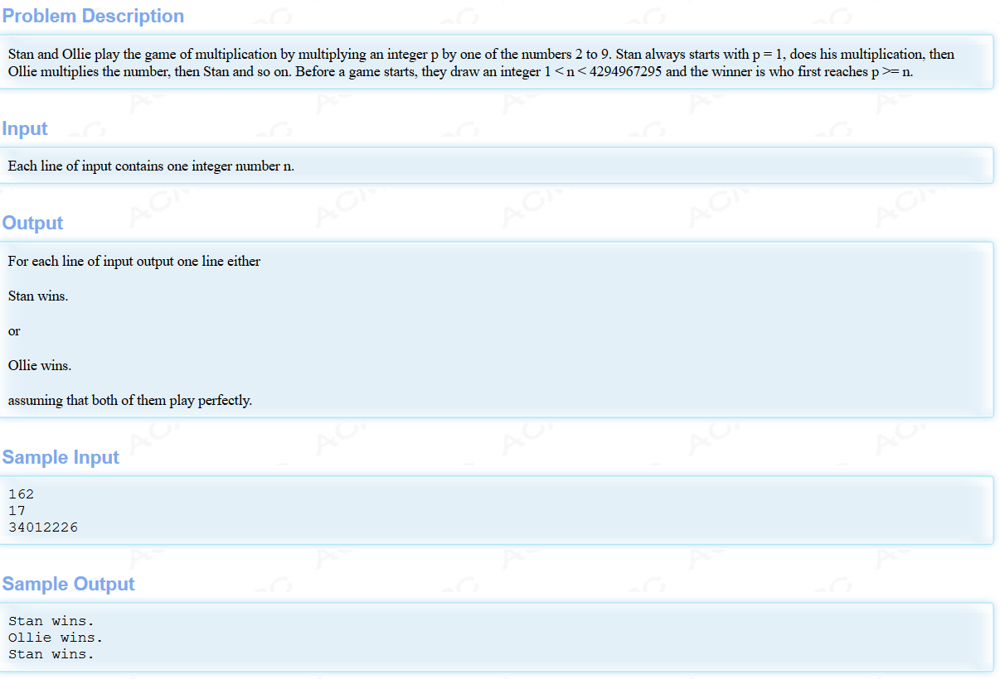 Problem Description
Stan and Ollie play the game of multiplication by multiplying an integer p by one of the numbers 2 to 9. Stan always starts with p = 1, does his multiplication, then
Ollie multiplies the number, then Stan and so on. Before a game starts, they draw an integer 1 < n < 4294967295 and the winner is who first reaches p >= n.
Input
Each line of input contains one integer number n.
Output
For each line of input output one line either
Stan wins.
or
Ollie wins.
assuming that both of them play perfectly.
Sample Input
162
17
34012226
Sample Output
Stan wins.
Ollie wins.
Stan wins.